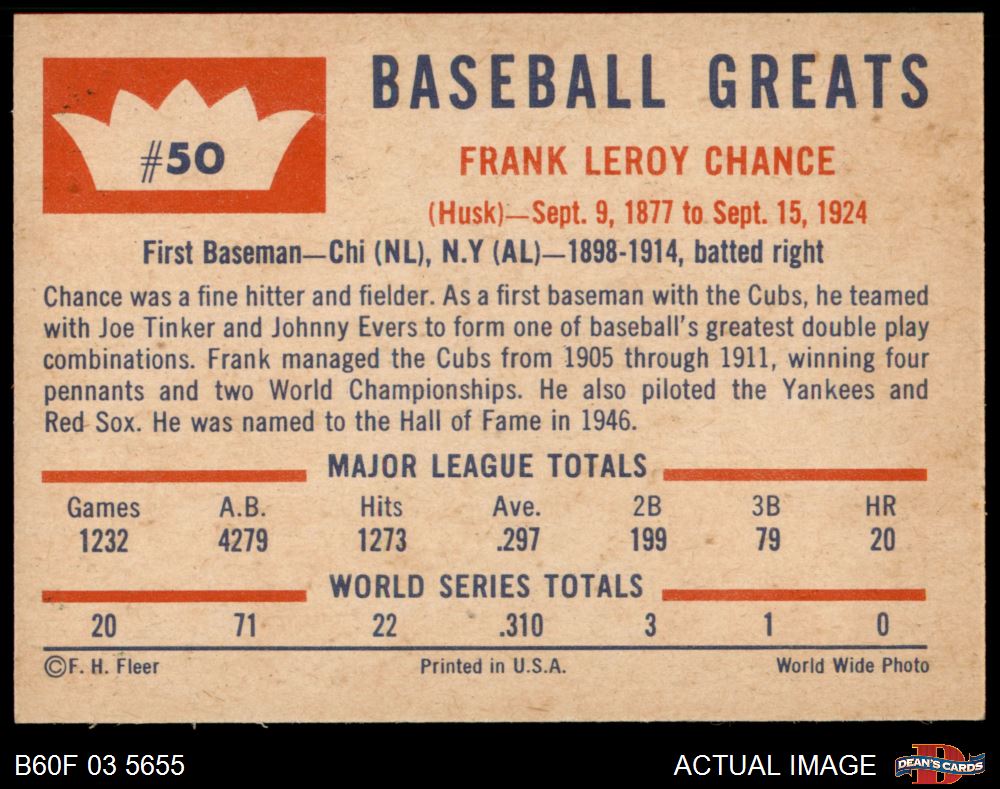 #50
BASEBALL GREATS
FRANK LEROY CHANCE
(Husk)—Sept. 9, 1877 to Sept. 15, 1924
First Baseman—Chi (NL), N.Y (AL)—1898-1914, batted right
Chance was a fine hitter and fielder. As a first baseman with the Cubs, he teamed
with Joe Tinker and Johnny Evers to form one of baseball's greatest double play
combinations. Frank managed the Cubs from 1905 through 1911, winning four
pennants and two World Championships. He also piloted the Yankees and
Red Sox. He was named to the Hall of Fame in 1946.
MAJOR LEAGUE TOTALS
Games A.B. Hits Ave. 2B 3B HR
1232 4279 1273 .297 199 79 20
WORLD SERIES TOTALS
20 71 22 .310 3 1 0
©F. H. Fleer Printed in U.S.A. World Wide Photo
B60F 03 5655 ACTUAL IMAGE DEAN'S CARDS